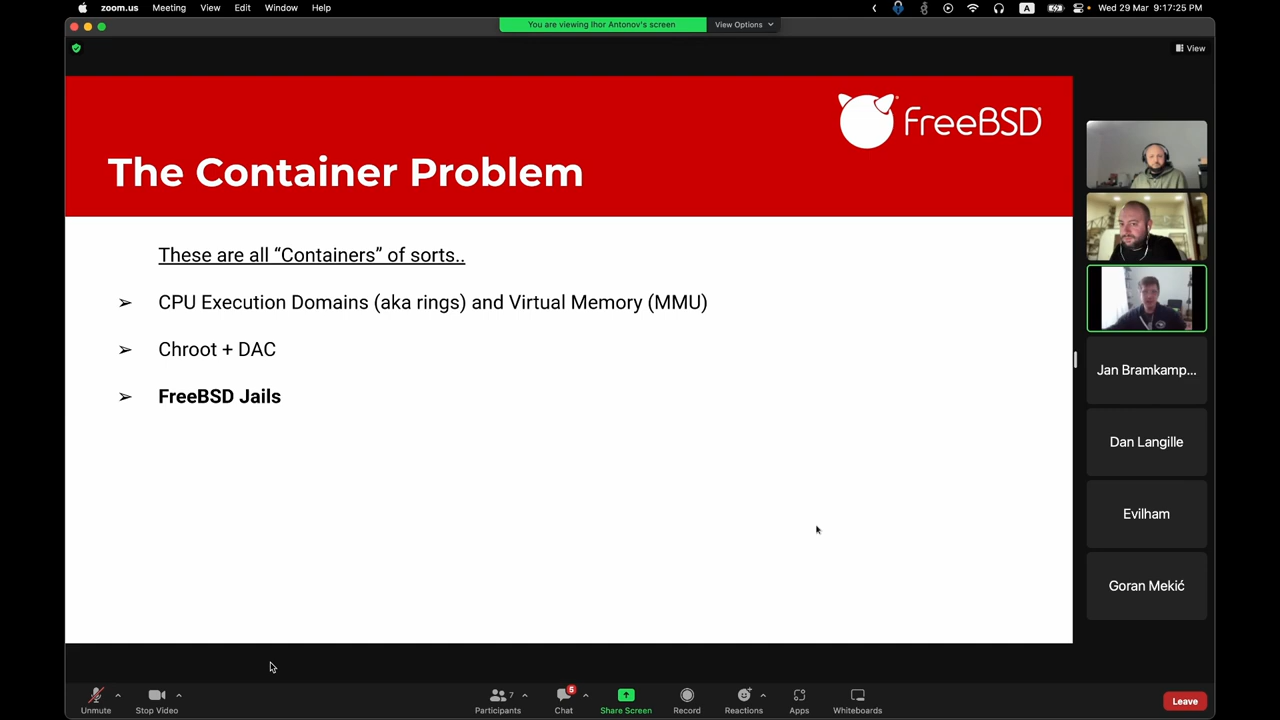 zoom.us Meeting View Edit Window Help
A
Wed 29 Mar 9:17:25 PM
You are viewing Ihor Antonov's screen
View Options
View
FreeBSD
The Container Problem
These are all “Containers” of sorts..
➢ CPU Execution Domains (aka rings) and Virtual Memory (MMU)
➢ Chroot + DAC
➢ FreeBSD Jails
Jan Bramkamp...
Dan Langille
Evilham
Goran Mekić
7
5
Unmute
Stop Video
Participants
Chat
Share Screen
Record
Reactions
Apps
Whiteboards
Leave